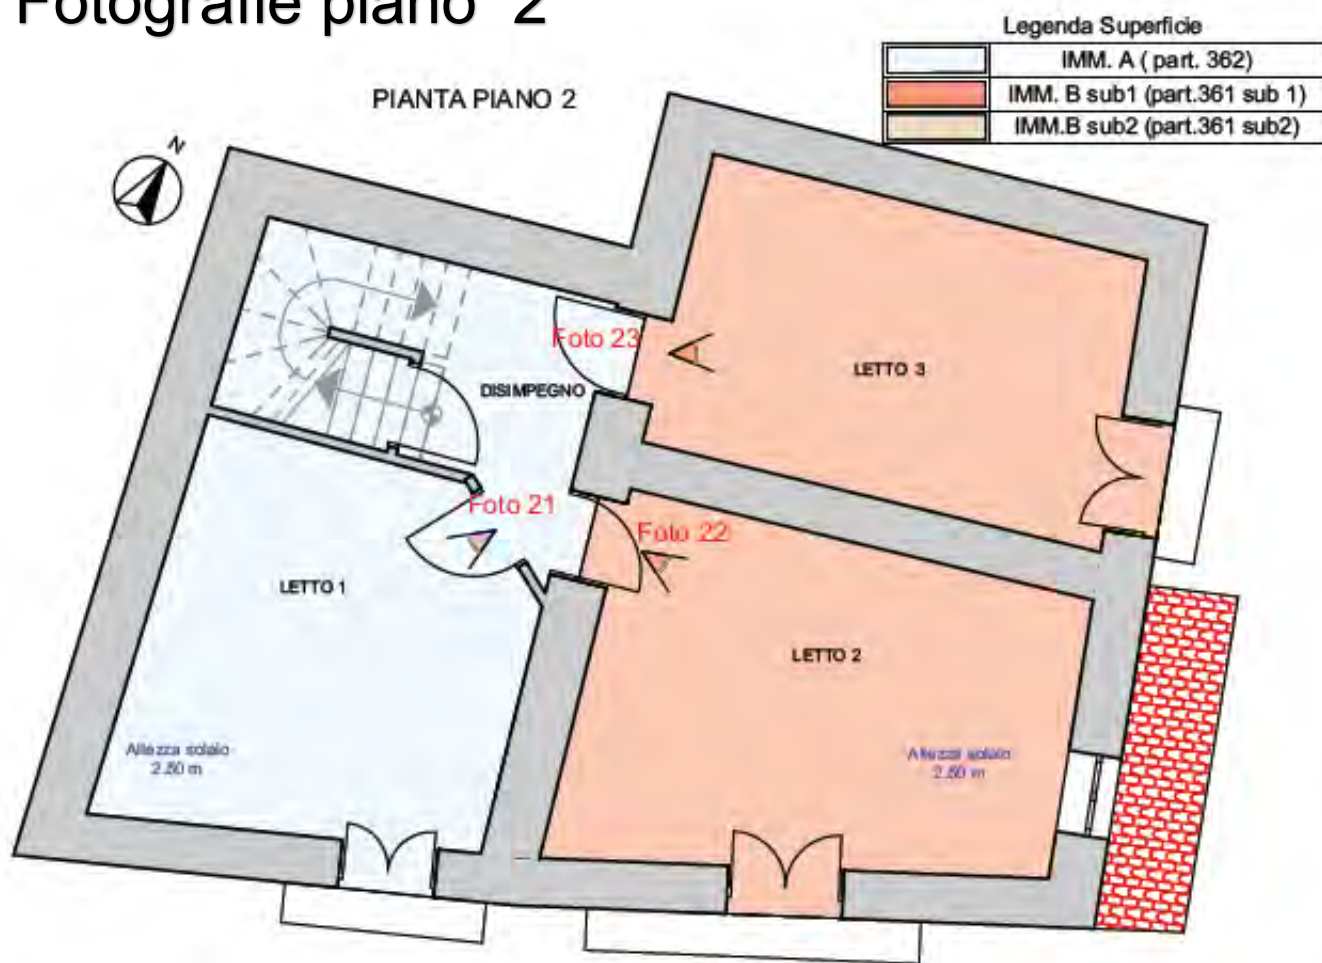 Fotografie piano 2
Legenda Superficie
IMM. A ( part. 362)
IMM. B sub1 (part.361 sub 1)
IMM.B sub2 (part.361 sub2)
PIANTA PIANO 2
N
Foto 23
LETTO 3
DISIMPEGNO
Foto 21
Foto 22
LETTO 1
LETTO 2
Altezza solaio
2.50 m
Altezza solaio
2.50 m